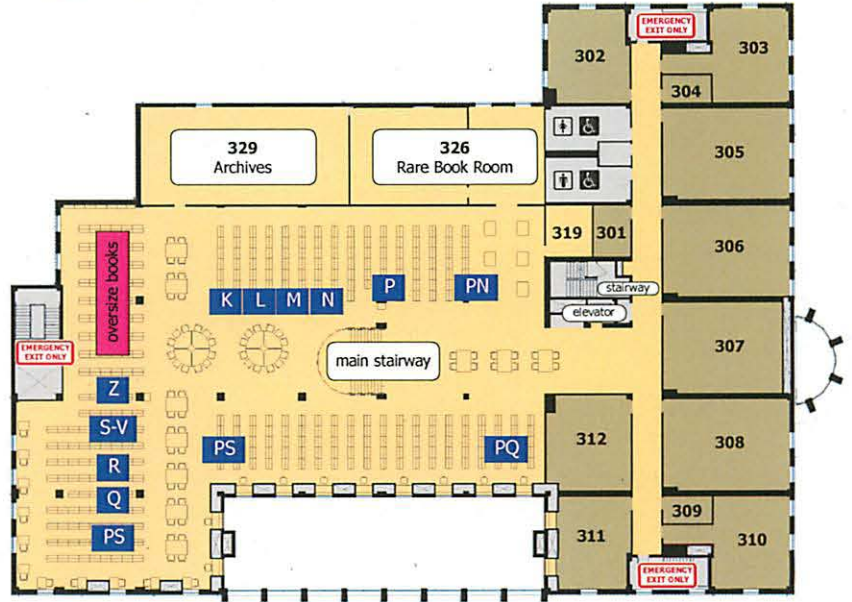 EMERGENCY
EXIT ONLY
302
303
304
329
Archives
326
Rare Book Room
305
319
301
306
oversize books
K
L
M
N
P
PN
stairway
elevator
EMERGENCY
EXIT ONLY
main stairway
307
Z
S-V
PS
PQ
312
308
R
Q
309
PS
311
310
EMERGENCY
EXIT ONLY